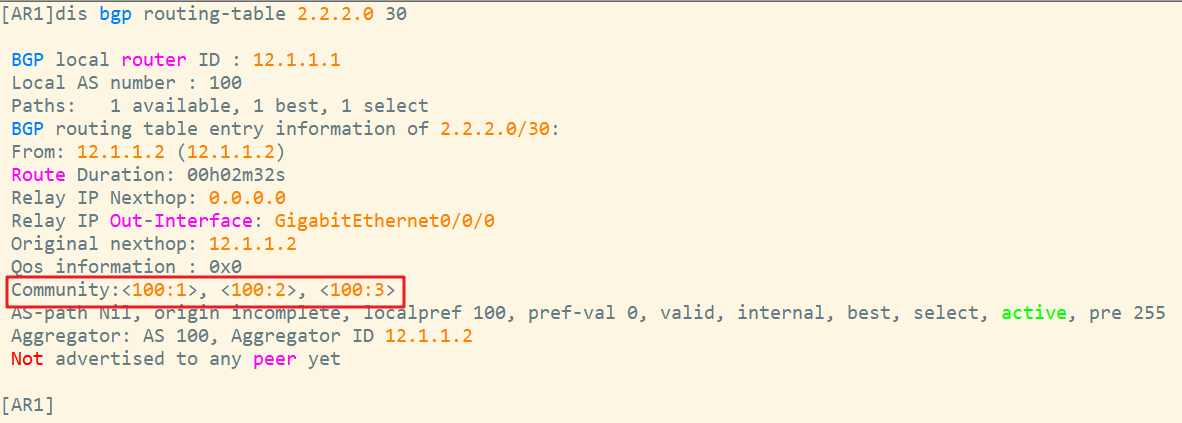 [AR1]dis bgp routing-table 2.2.2.0 30
BGP local router ID : 12.1.1.1
Local AS number : 100
Paths:   1 available, 1 best, 1 select
BGP routing table entry information of 2.2.2.0/30:
From: 12.1.1.2 (12.1.1.2)
Route Duration: 00h02m32s
Relay IP Nexthop: 0.0.0.0
Relay IP Out-Interface: GigabitEthernet0/0/0
Original nexthop: 12.1.1.2
Qos information : 0x0
Community:<100:1>, <100:2>, <100:3>
AS-path Nil, origin incomplete, localpref 100, pref-val 0, valid, internal, best, select, active, pre 255
Aggregator: AS 100, Aggregator ID 12.1.1.2
Not advertised to any peer yet
[AR1]